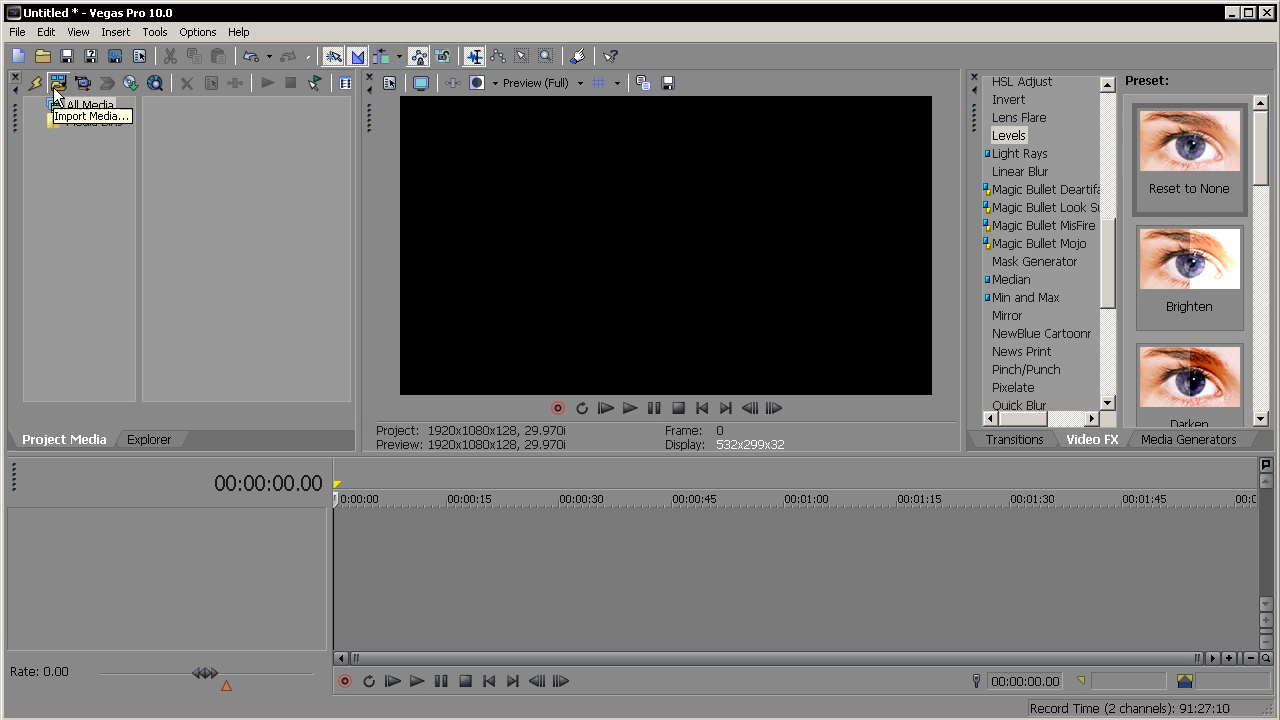 Untitled * - Vegas Pro 10.0
File Edit View Insert Tools Options Help
Preview (Full)
All Media
Import Media...
Project Media Explorer
Project: 1920x1080x128, 29.970i
Preview: 1920x1080x128, 29.970i
Frame: 0
Display: 532x299x32
HSL Adjust
Invert
Lens Flare
Levels
Light Rays
Linear Blur
Magic Bullet Deartifa
Magic Bullet Look Su
Magic Bullet MisFire
Magic Bullet Mojo
Mask Generator
Median
Min and Max
Mirror
NewBlue Cartoonr
News Print
Pinch/Punch
Pixelate
Quick Blur
Preset:
Reset to None
Brighten
Darken
Transitions Video FX Media Generators
00:00:00.00
0:00:00 00:00:15 00:00:30 00:00:45 00:01:00 00:01:15 00:01:30 00:01:45 00:0
Rate: 0.00
00:00:00.00
Record Time (2 channels): 91:27:10